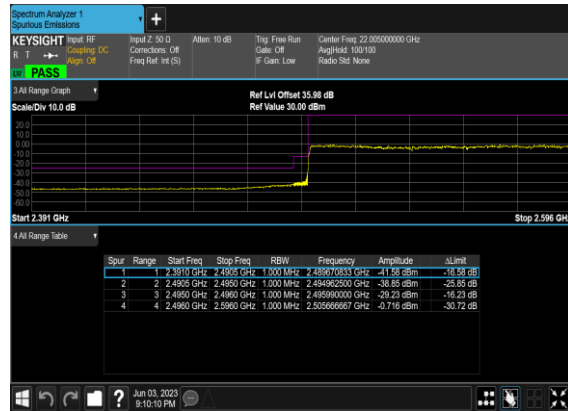 Spectrum Analyzer 1
Spurious Emissions
KEYSIGHT Input: RF Input Z: 50 Ω Atten: 10 dB Trig: Free Run Center Freq: 22.005000000 GHz
R T Coupling: DC Corrections: Off Gate: Off Avg|Hold: 100/100
Align: Off Freq Ref: Int (S) IF Gain: Low Radio Std: None
LW PASS
3 All Range Graph
Ref Lvl Offset 35.98 dB
Scale/Div 10.0 dB Ref Value 30.00 dBm
20.0
10.0
0.00
-10.0
-20.0
-30.0
-40.0
-50.0
-60.0
Start 2.391 GHz Stop 2.596 GH
4 All Range Table
Spur Range Start Freq Stop Freq RBW Frequency Amplitude ΔLimit
1 1 2.3910 GHz 2.4905 GHz 1.000 MHz 2.489670833 GHz -41.58 dBm -16.58 dB
2 2 2.4905 GHz 2.4950 GHz 1.000 MHz 2.494962500 GHz -38.85 dBm -25.85 dB
3 3 2.4950 GHz 2.4960 GHz 1.000 MHz 2.495990000 GHz -29.23 dBm -16.23 dB
4 4 2.4960 GHz 2.5960 GHz 1.000 MHz 2.505666667 GHz -0.716 dBm -30.72 dB
? Jun 03, 2023
9:10:10 PM